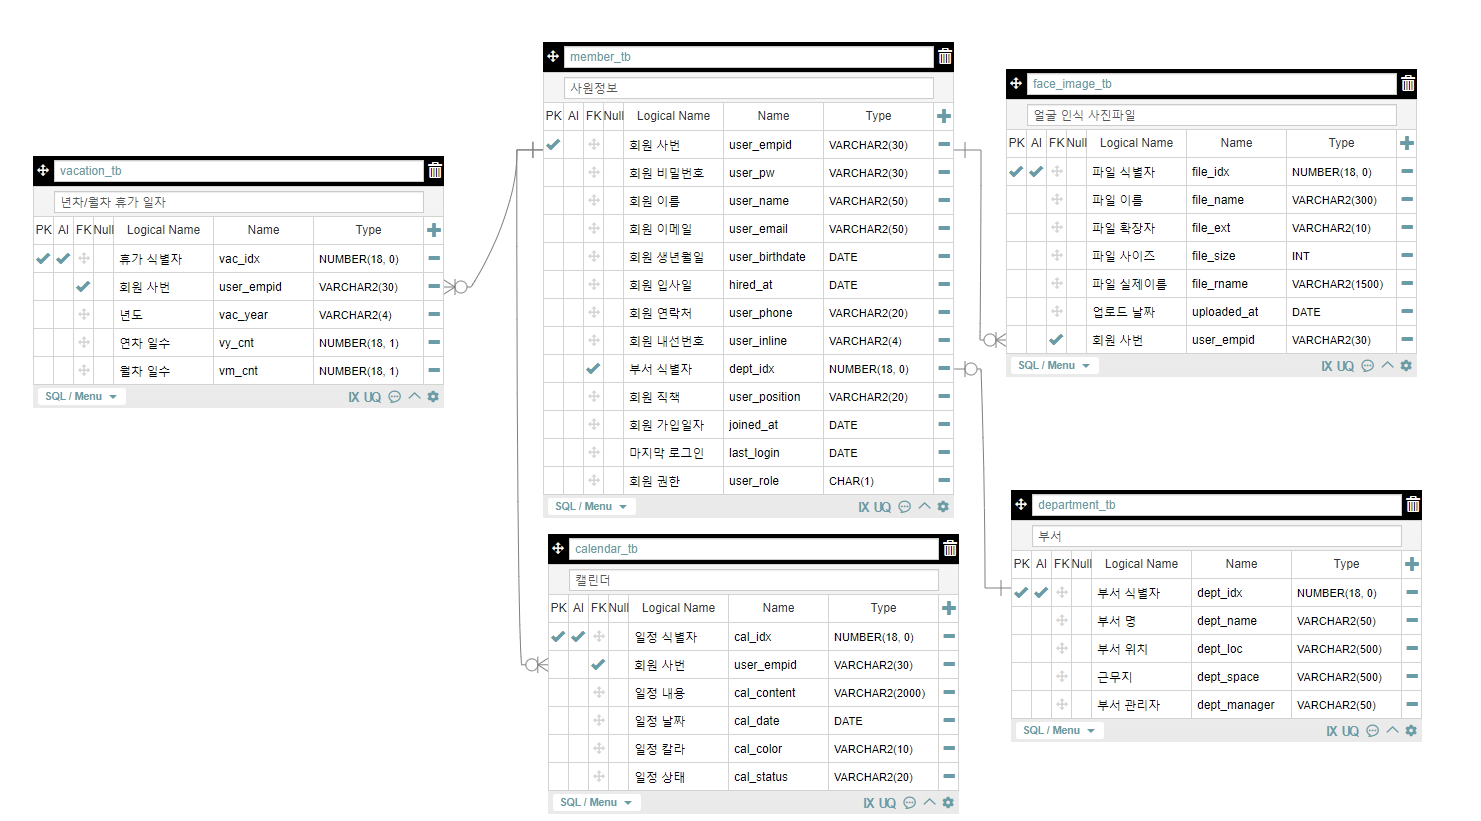 vacation_tb
년차/월차 휴가 일자
PK AI FK Null Logical Name Name Type
휴가 식별자 vac_idx NUMBER(18, 0)
회원 사번 user_empid VARCHAR2(30)
년도 vac_year VARCHAR2(4)
연차 일수 vy_cnt NUMBER(18, 1)
월차 일수 vm_cnt NUMBER(18, 1)
SQL / Menu IX UQ
member_tb
사원정보
PK AI FK Null Logical Name Name Type
회원 사번 user_empid VARCHAR2(30)
회원 비밀번호 user_pw VARCHAR2(30)
회원 이름 user_name VARCHAR2(50)
회원 이메일 user_email VARCHAR2(50)
회원 생년월일 user_birthdate DATE
회원 입사일 hired_at DATE
회원 연락처 user_phone VARCHAR2(20)
회원 내선번호 user_inline VARCHAR2(4)
부서 식별자 dept_idx NUMBER(18, 0)
회원 직책 user_position VARCHAR2(20)
회원 가입일자 joined_at DATE
마지막 로그인 last_login DATE
회원 권한 user_role CHAR(1)
SQL / Menu IX UQ
calendar_tb
캘린더
PK AI FK Null Logical Name Name Type
일정 식별자 cal_idx NUMBER(18, 0)
회원 사번 user_empid VARCHAR2(30)
일정 내용 cal_content VARCHAR2(2000)
일정 날짜 cal_date DATE
일정 칼라 cal_color VARCHAR2(10)
일정 상태 cal_status VARCHAR2(20)
SQL / Menu IX UQ
face_image_tb
얼굴 인식 사진파일
PK AI FK Null Logical Name Name Type
파일 식별자 file_idx NUMBER(18, 0)
파일 이름 file_name VARCHAR2(300)
파일 확장자 file_ext VARCHAR2(10)
파일 사이즈 file_size INT
파일 실제이름 file_rname VARCHAR2(1500)
업로드 날짜 uploaded_at DATE
회원 사번 user_empid VARCHAR2(30)
SQL / Menu IX UQ
department_tb
부서
PK AI FK Null Logical Name Name Type
부서 식별자 dept_idx NUMBER(18, 0)
부서 명 dept_name VARCHAR2(50)
부서 위치 dept_loc VARCHAR2(500)
근무지 dept_space VARCHAR2(500)
부서 관리자 dept_manager VARCHAR2(50)
SQL / Menu IX UQ